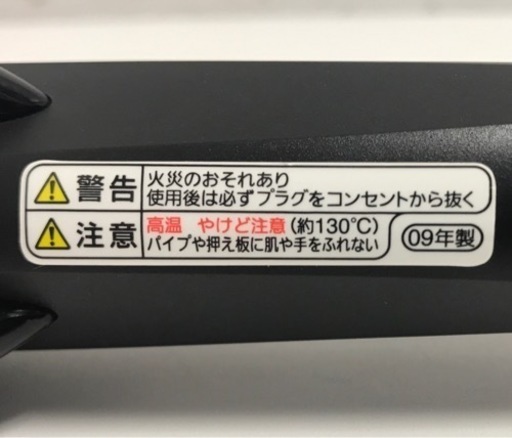 警告
火災のおそれあり
使用後は必ずプラグをコンセントから抜く
注意
高温 やけど注意(約130℃)
パイプや押え板に肌や手をふれない
09年製